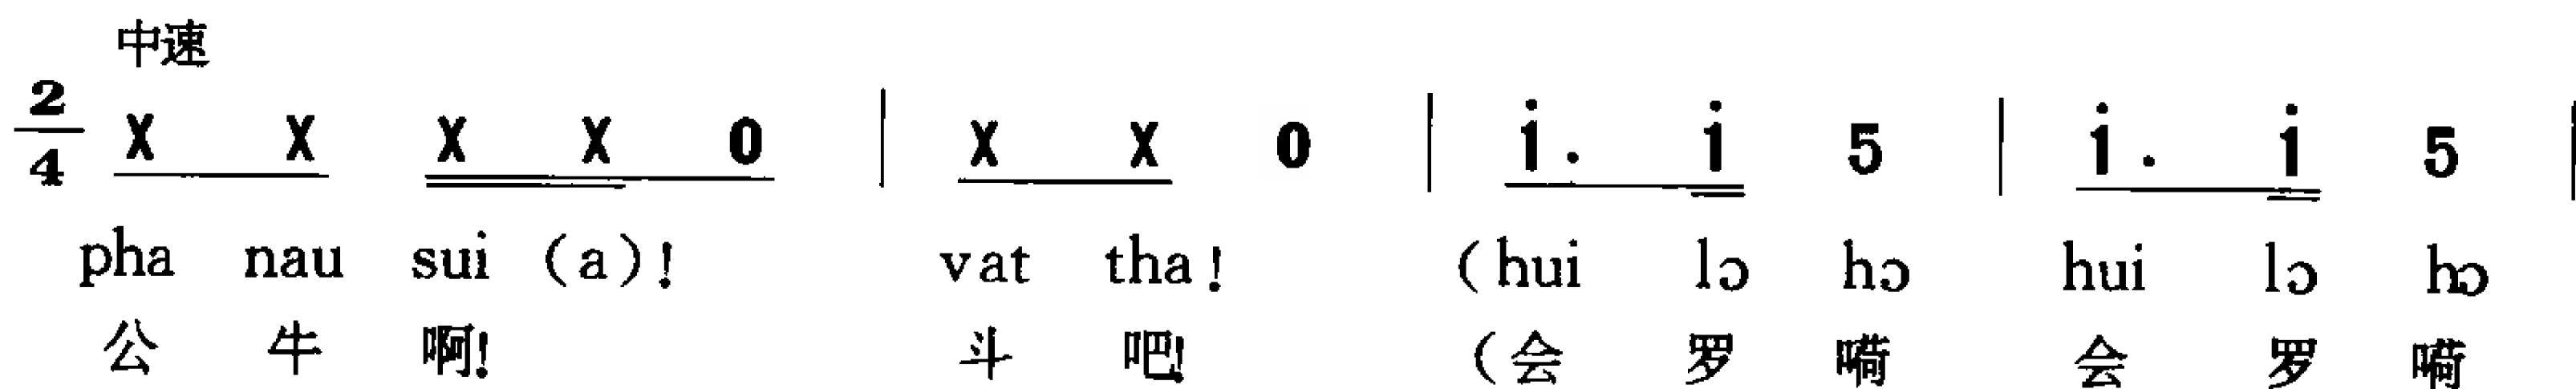 中速
2/4 X X X X 0 | X X 0 | i̇. i̇ 5 | i̇. i̇ 5 |
pha nau sui (a)! vat tha! (hui lɔ hɔ hui lɔ hɔ
公 牛 啊! 斗 吧! (会 罗 嗬 会 罗 嗬